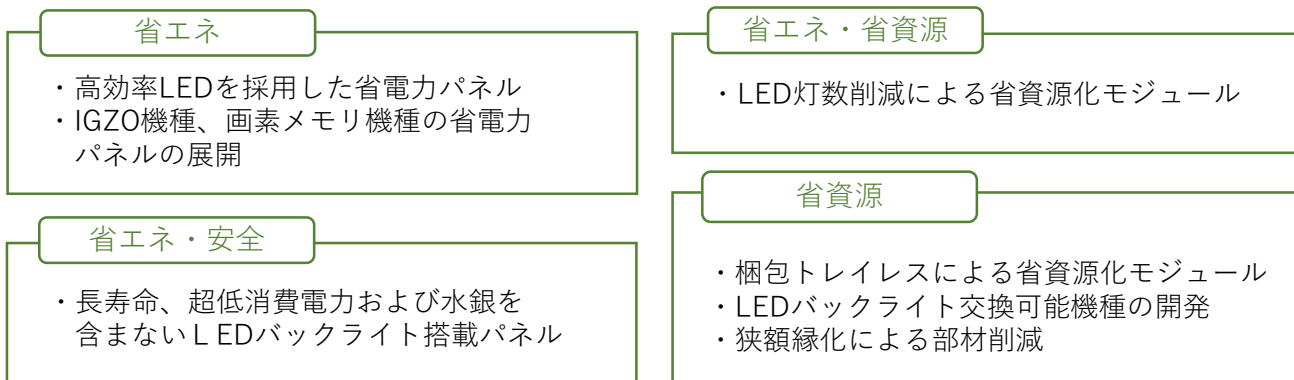 省エネ
・高効率LEDを採用した省電力パネル
・IGZO機種、画素メモリ機種の省電力
パネルの展開
省エネ・安全
・長寿命、超低消費電力および水銀を
含まないＬEDバックライト搭載パネル
省エネ・省資源
・LED灯数削減による省資源化モジュール
省資源
・梱包トレイレスによる省資源化モジュール
・LEDバックライト交換可能機種の開発
・狭額縁化による部材削減